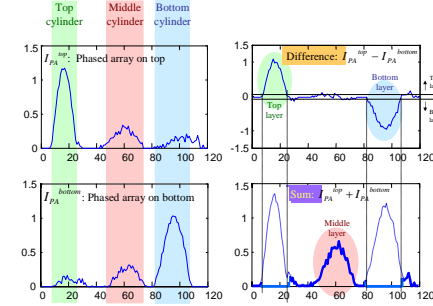 Top Middle Bottom
cylinder cylinder cylinder
1.5
I_PA^top: Phased array on top
1
0.5
0
0 20 40 60 80 100 120
1.5
Difference: I_PA^top − I_PA^bottom
1
Bottom
layer
0
Top
layer
-1
-1.5
0 20 40 60 80 100 120
1.5
I_PA^bottom: Phased array on bottom
1
0.5
0
0 20 40 60 80 100 120
1.5
Sum: I_PA^top + I_PA^bottom
1
Middle
layer
0.5
0
0 20 40 60 80 100 120